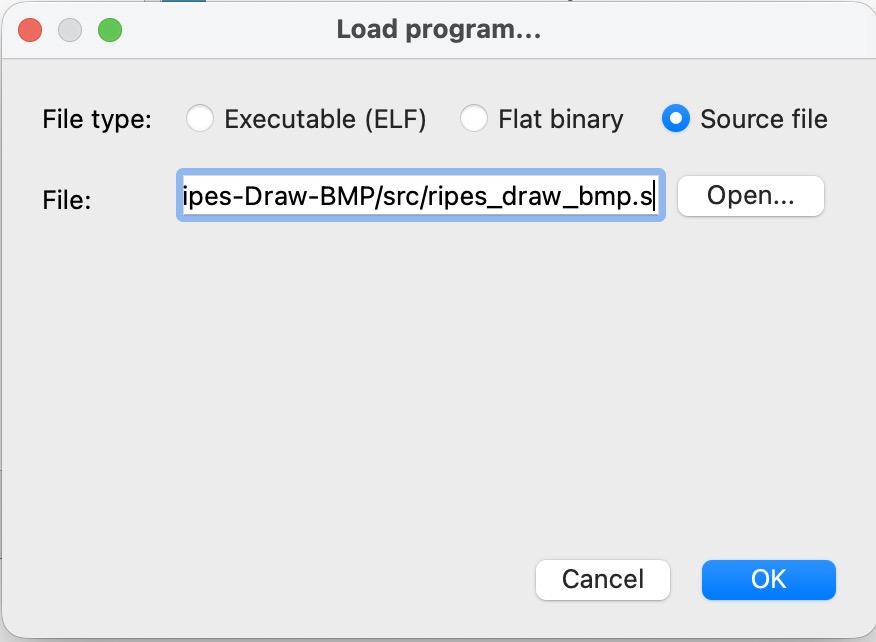 Load program...
File type: Executable (ELF) Flat binary Source file
File: ipes-Draw-BMP/src/ripes_draw_bmp.s Open...
Cancel OK